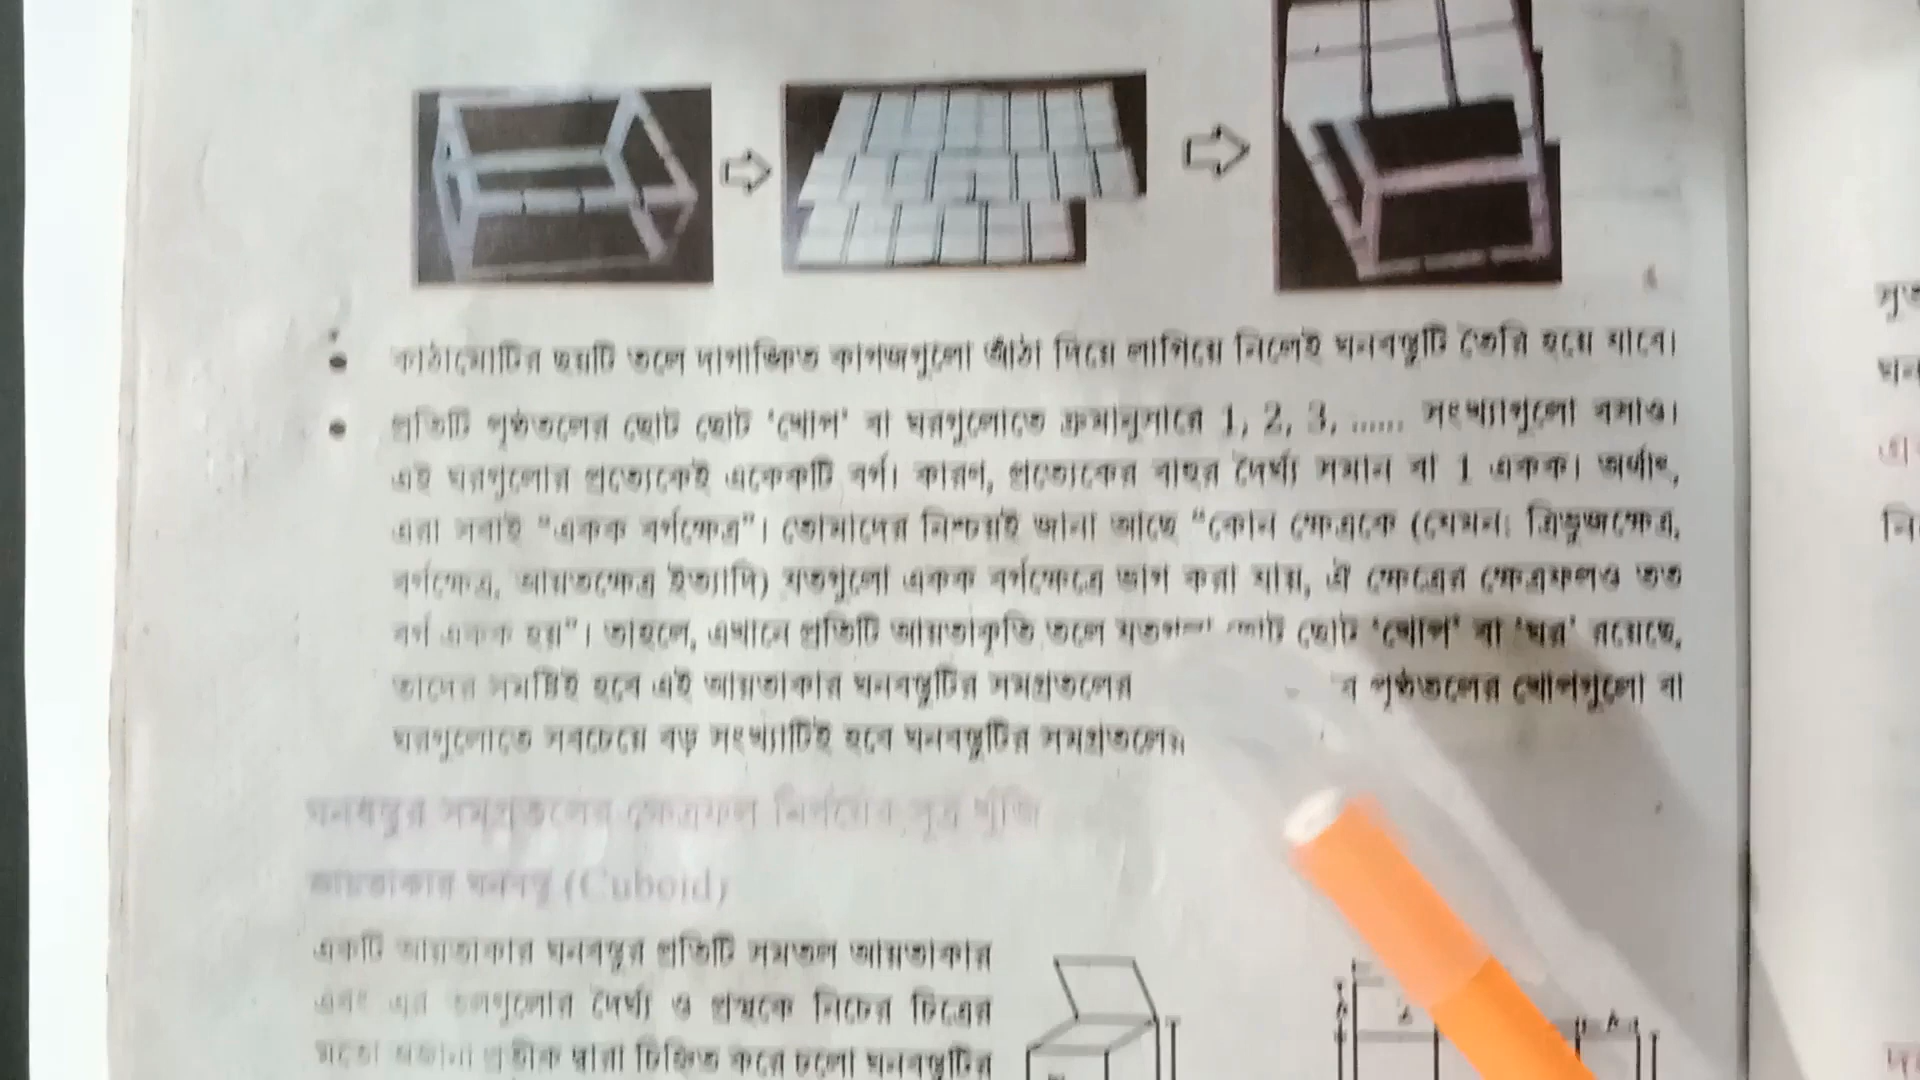 কাঠামোটির ছয়টি তলে দাগাঙ্কিত কাগজগুলো আঁঠা দিয়ে লাগিয়ে নিলেই ঘনবস্তুটি তৈরি হয়ে যাবে।
প্রতিটি পৃষ্ঠতলের ছোট ছোট ‘খোপ’ বা ঘরগুলোতে ক্রমানুসারে 1, 2, 3, ...... সংখ্যাগুলো বসাও।
এই ঘরগুলোর প্রত্যেকেই একেকটি বর্গ। কারণ, প্রত্যেকের বাহুর দৈর্ঘ্য সমান বা 1 একক। অর্থাৎ,
এরা সবাই “একক বর্গক্ষেত্র”। তোমাদের নিশ্চয়ই জানা আছে “কোন ক্ষেত্রকে (যেমন: ত্রিভুজক্ষেত্র,
বর্গক্ষেত্র, আয়তক্ষেত্র ইত্যাদি) যতগুলো একক বর্গক্ষেত্রে ভাগ করা যায়, ঐ ক্ষেত্রের ক্ষেত্রফলও তত
বর্গ একক হয়”। তাহলে, এখানে প্রতিটি আয়তাকৃতি তলে ছোট ‘খোপ’ বা ‘ঘর’ রয়েছে,
তাদের সমষ্টিই হবে এই আয়তাকার ঘনবস্তুটির সমগ্রতলের পৃষ্ঠতলের খোপগুলো বা
ঘরগুলোতে সবচেয়ে বড় সংখ্যাটিই হবে ঘনবস্তুটির সমগ্রতলের
ঘনবস্তুর সমগ্রতলের ক্ষেত্রফল নির্ণয়ের সূত্র খুঁজি
আয়তাকার ঘনবস্তু (Cuboid)
একটি আয়তাকার ঘনবস্তুর প্রতিটি সমতল আয়তাকার
এবং এর তলগুলোর দৈর্ঘ্য ও প্রস্থকে নিচের চিত্রের
মতো অজানা প্রতীক দ্বারা চিহ্নিত করে চলো ঘনবস্তুটির